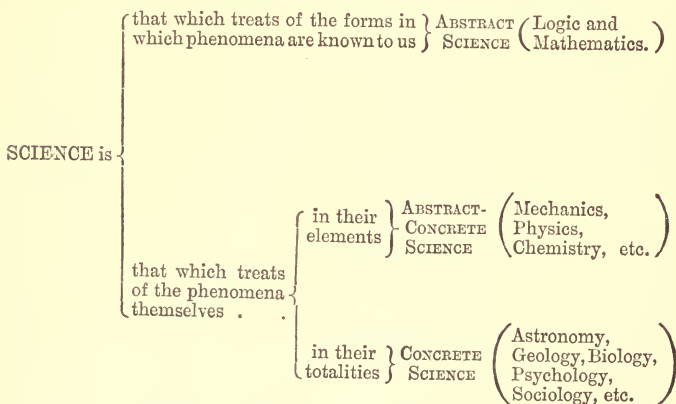 that which treats of the forms in
which phenomena are known to us
ABSTRACT
SCIENCE
(Logic and
Mathematics.)
SCIENCE is
that which treats
of the phenomena
themselves . .
in their
elements
ABSTRACT-
CONCRETE
SCIENCE
(Mechanics,
Physics,
Chemistry, etc.)
in their
totalities
CONCRETE
SCIENCE
(Astronomy,
Geology, Biology,
Psychology,
Sociology, etc.)